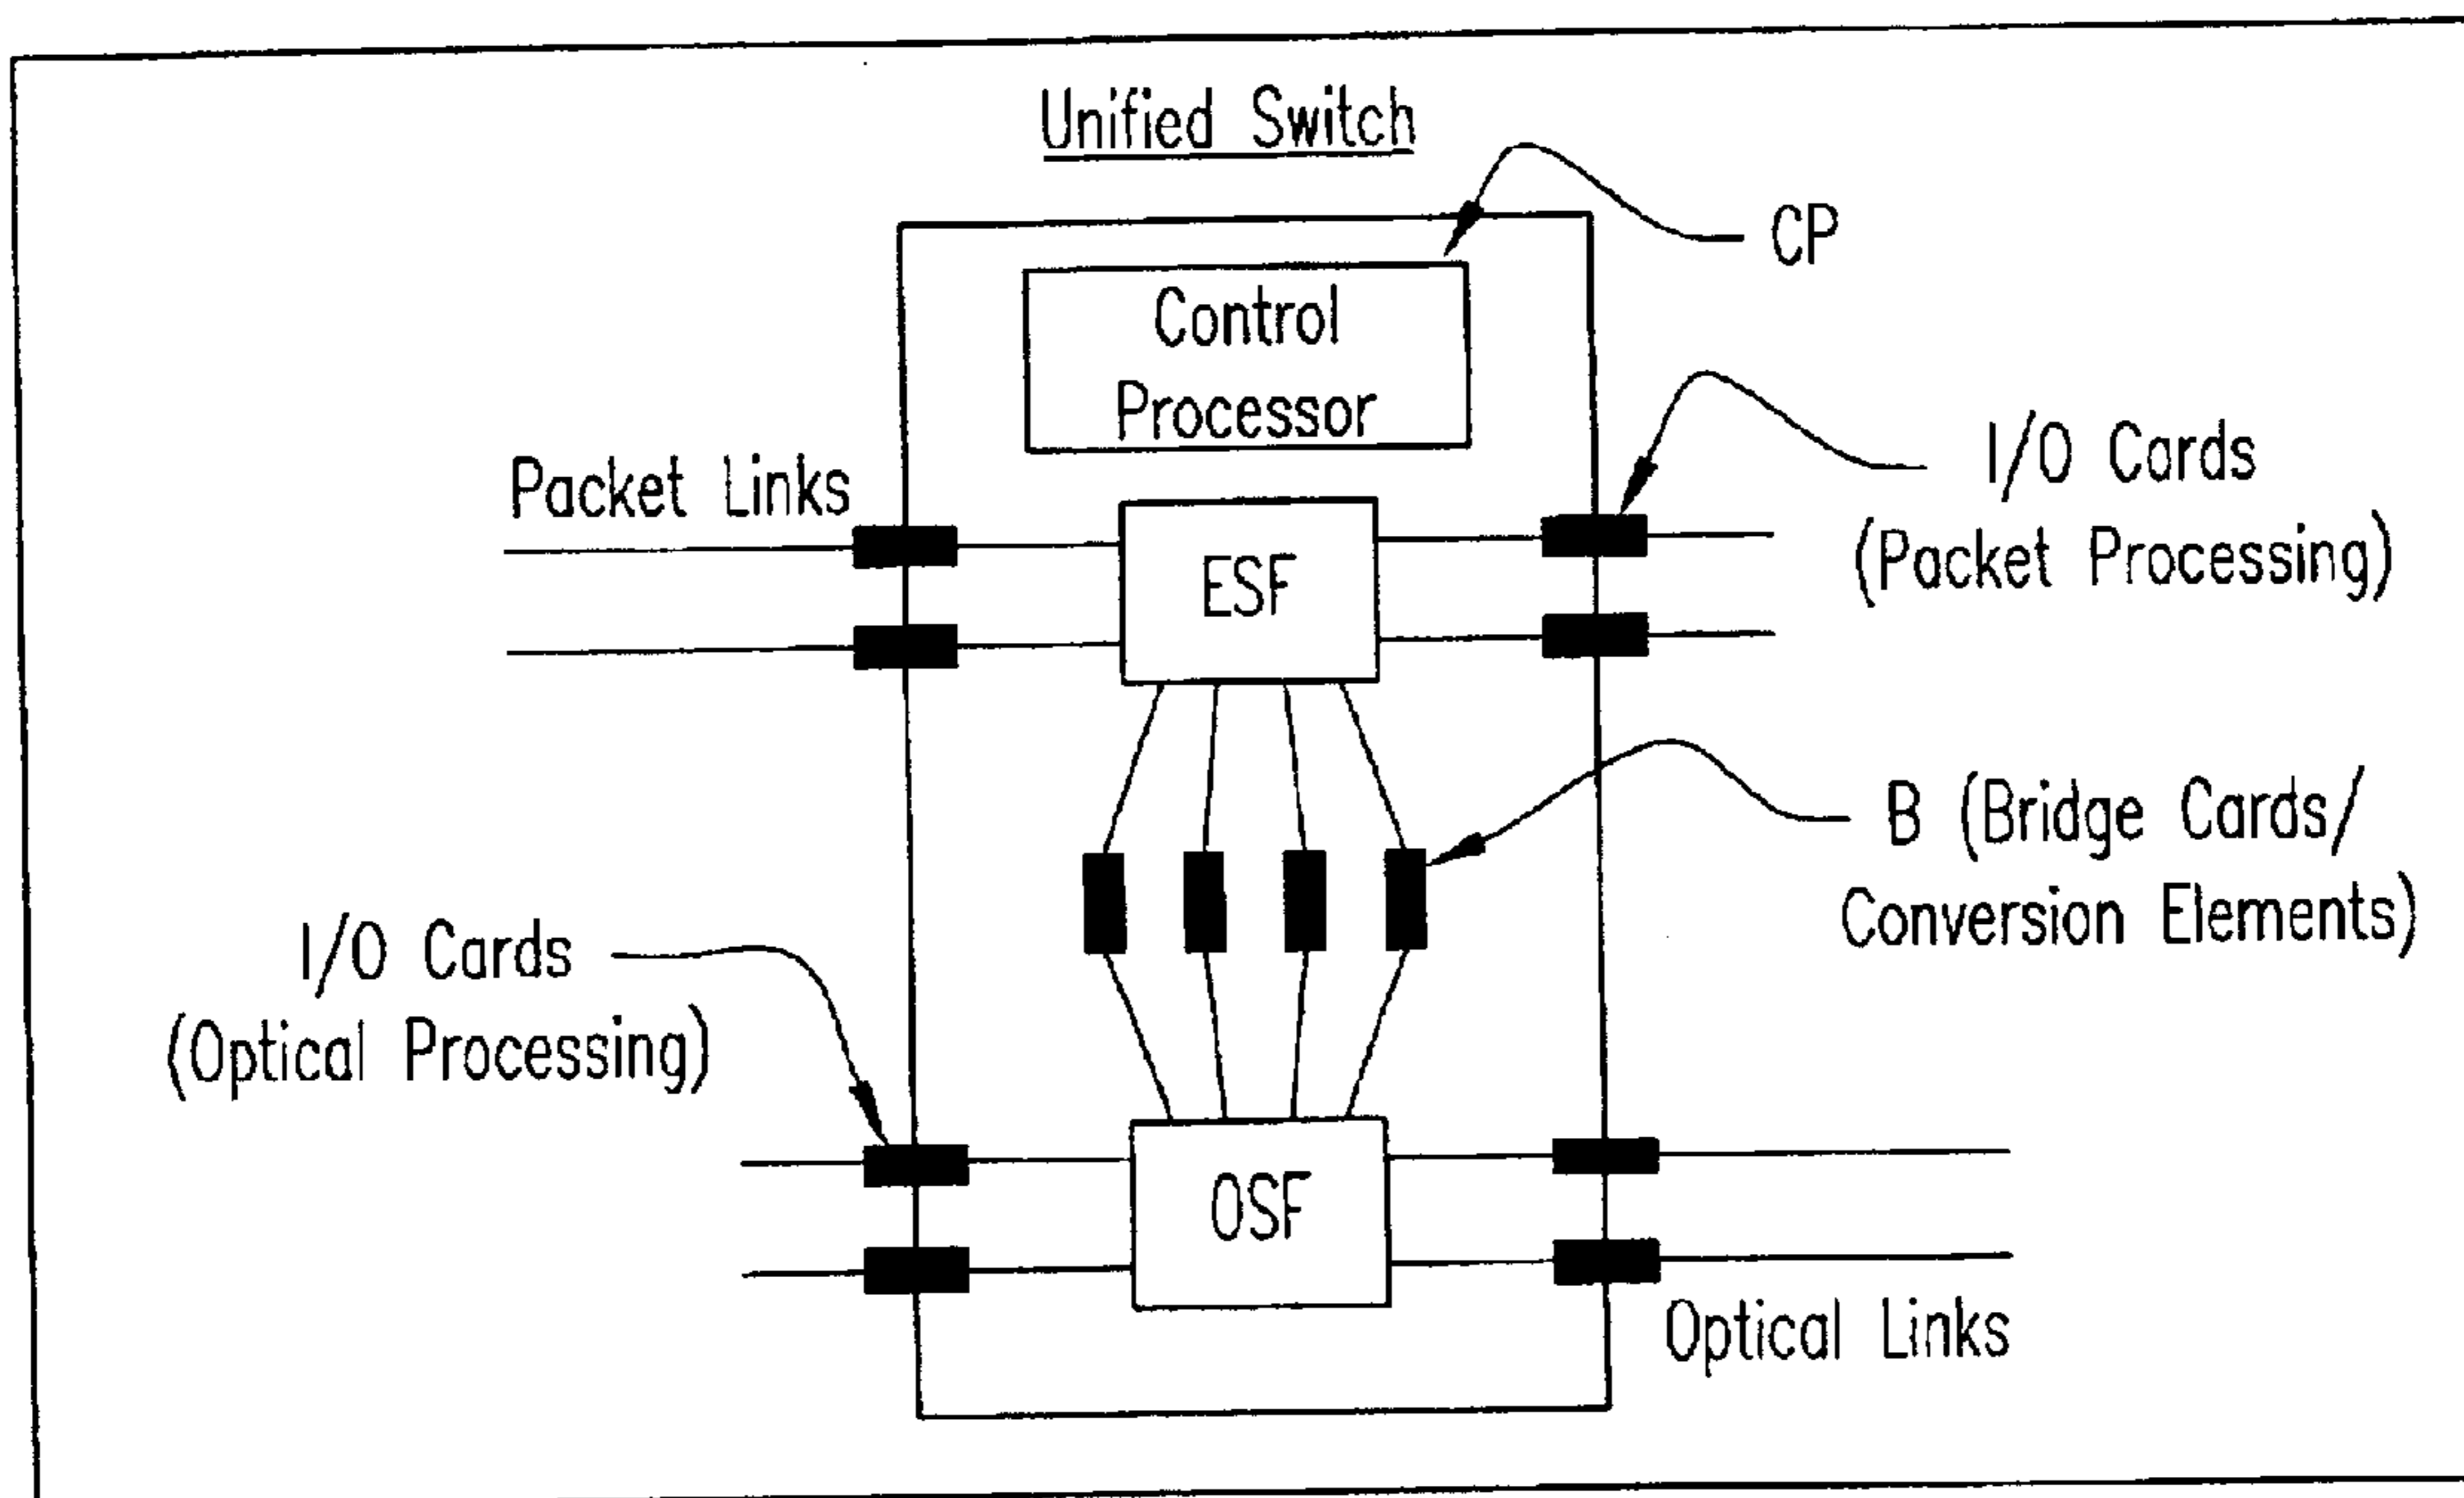 Unified Switch
CP
Control
Processor
Packet Links
I/O Cards
(Packet Processing)
ESF
B (Bridge Cards/
Conversion Elements)
I/O Cards
(Optical Processing)
OSF
Optical Links